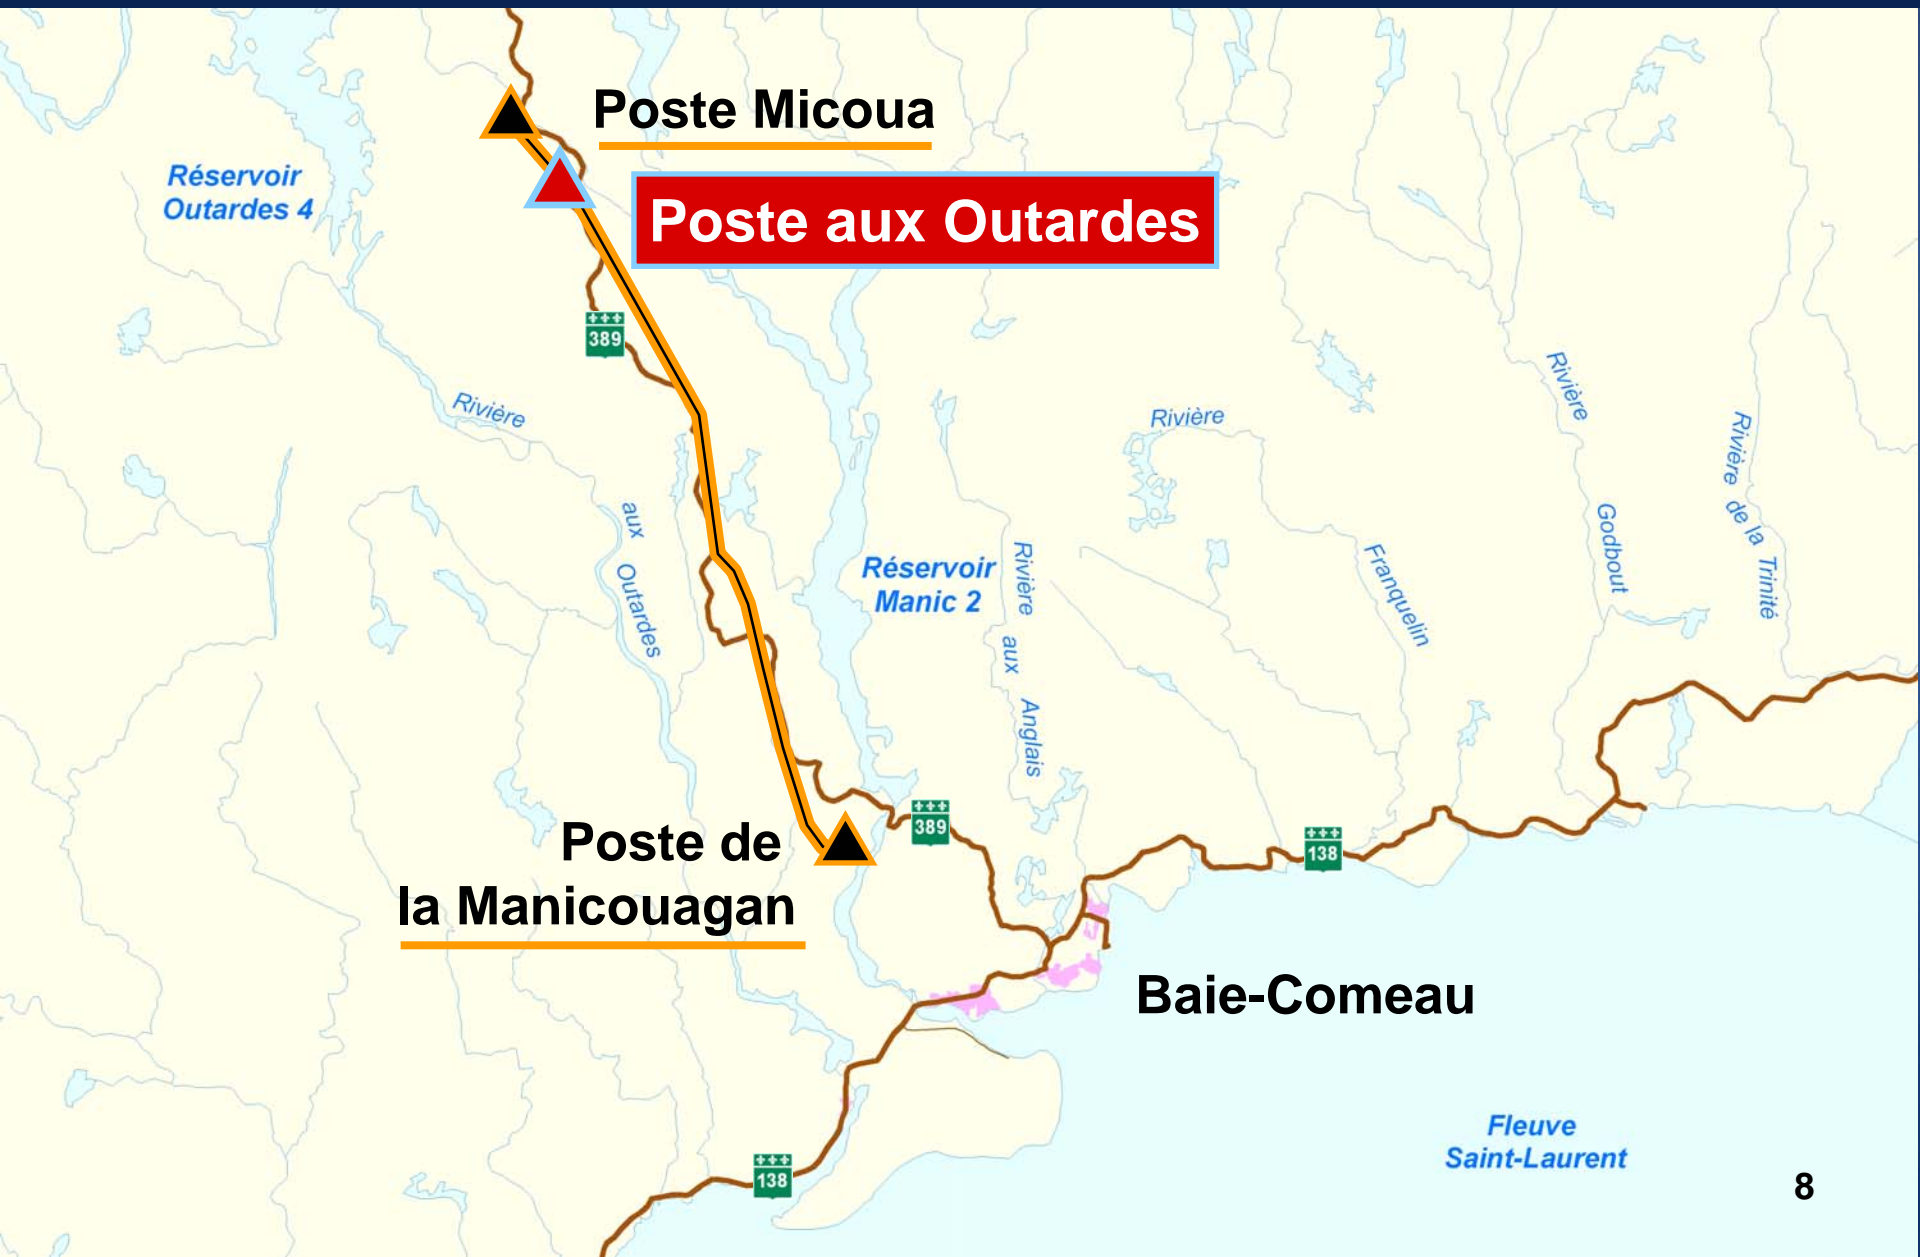 Poste Micoua
Réservoir
Outardes 4
Poste aux Outardes
389
Rivière
aux
Outardes
Rivière
Franquelin
Rivière
Godbout
Rivière
de la
Trinité
Réservoir
Manic 2
Rivière
aux
Anglais
Poste de
la Manicouagan
389
138
Baie-Comeau
Fleuve
Saint-Laurent
138
8